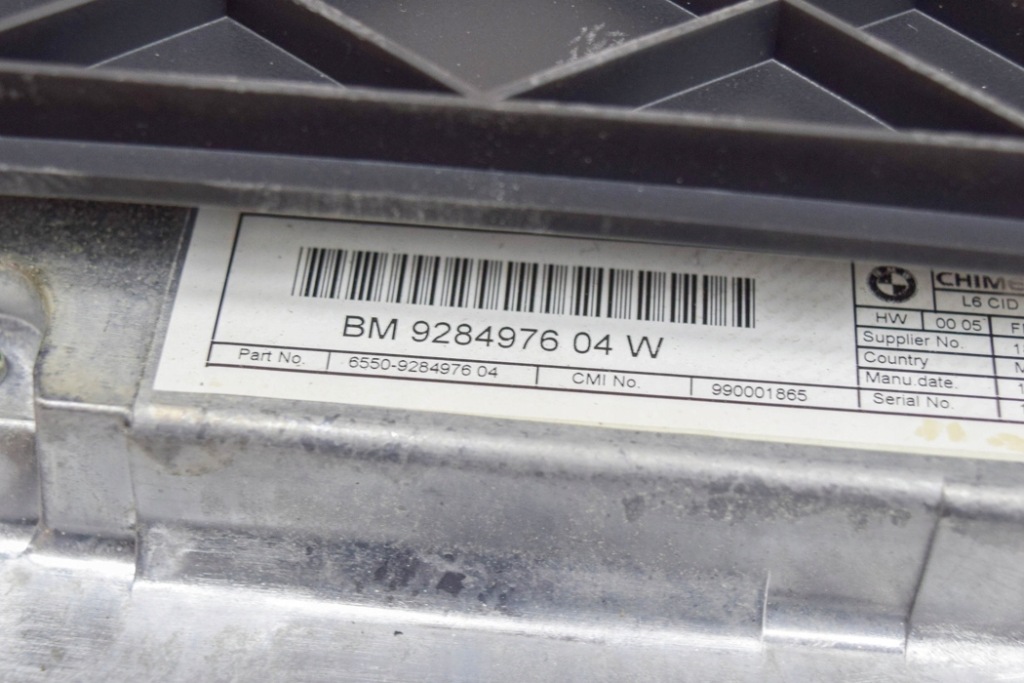 BM 9284976 04 W
Part No. 6550-9284976 04 CMI No. 990001865
L6 CID
HW 00 05
Supplier No.
Country
Manu.date.
Serial No.